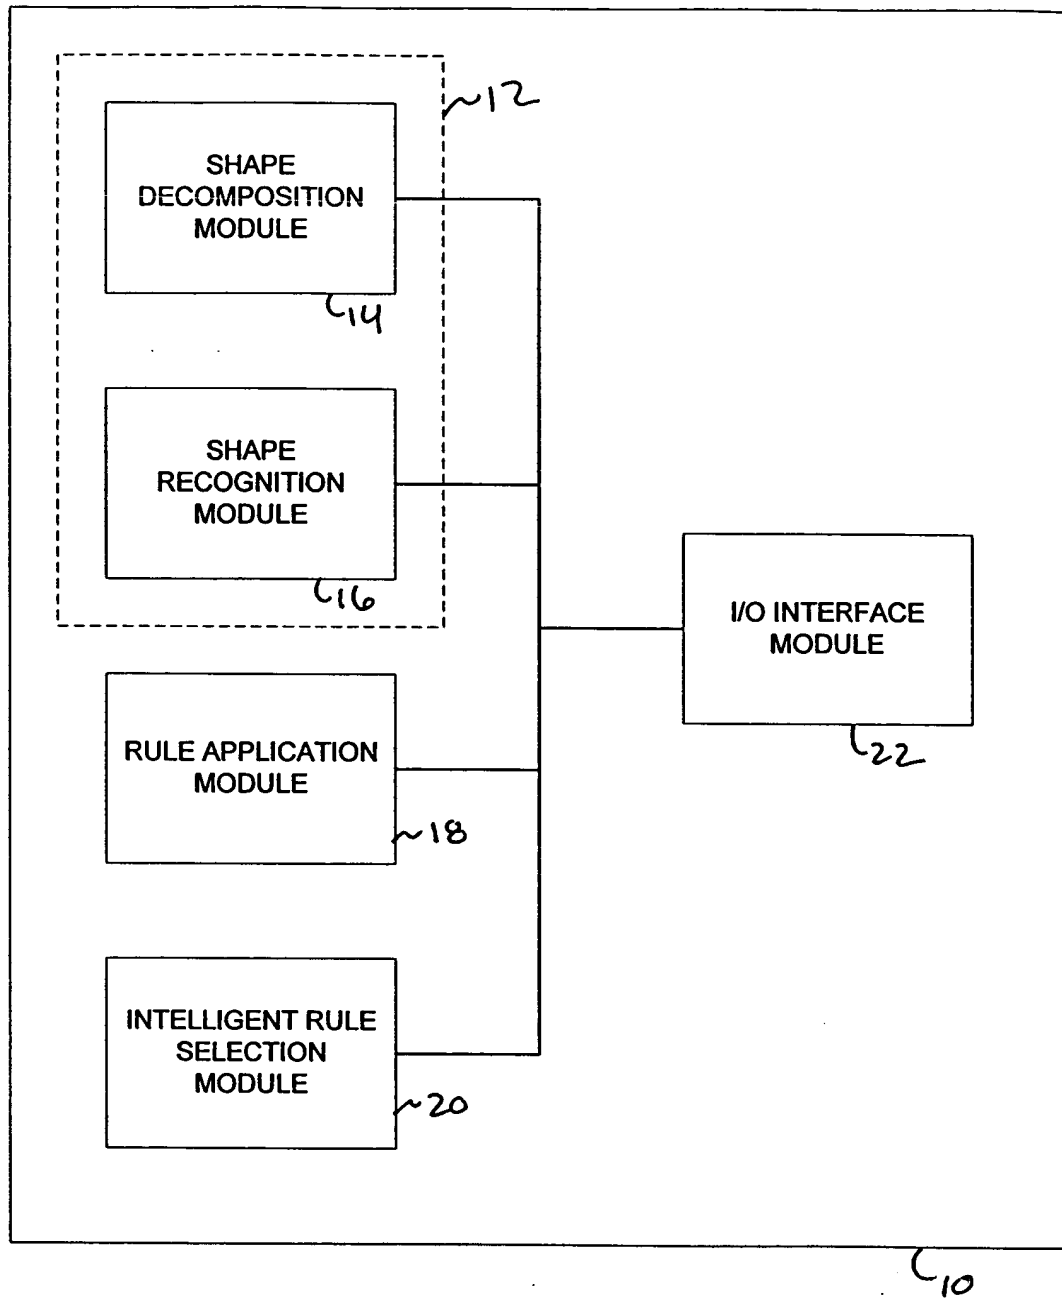 12
SHAPE
DECOMPOSITION
MODULE
14
SHAPE
RECOGNITION
MODULE
16
I/O INTERFACE
MODULE
22
RULE APPLICATION
MODULE
18
INTELLIGENT RULE
SELECTION
MODULE
20
10